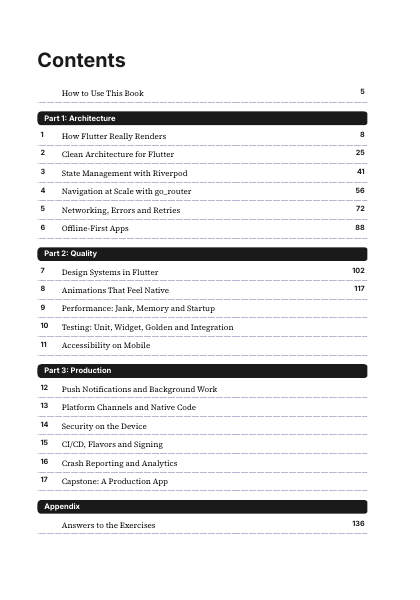 Contents
How to Use This Book 5
Part 1: Architecture
1 How Flutter Really Renders 8
2 Clean Architecture for Flutter 25
3 State Management with Riverpod 41
4 Navigation at Scale with go_router 56
5 Networking, Errors and Retries 72
6 Offline-First Apps 88
Part 2: Quality
7 Design Systems in Flutter 102
8 Animations That Feel Native 117
9 Performance: Jank, Memory and Startup
10 Testing: Unit, Widget, Golden and Integration
11 Accessibility on Mobile
Part 3: Production
12 Push Notifications and Background Work
13 Platform Channels and Native Code
14 Security on the Device
15 CI/CD, Flavors and Signing
16 Crash Reporting and Analytics
17 Capstone: A Production App
Appendix
Answers to the Exercises 136